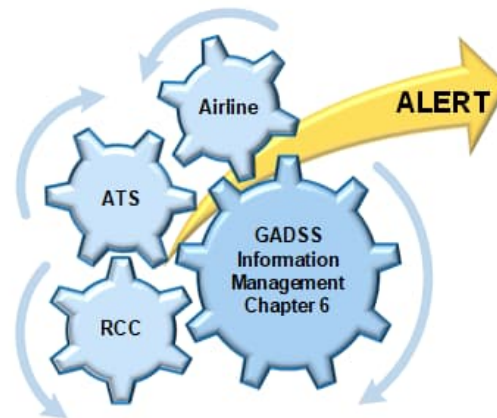 Airline
ALERT
ATS
GADSS
Information
Management
Chapter 6
RCC